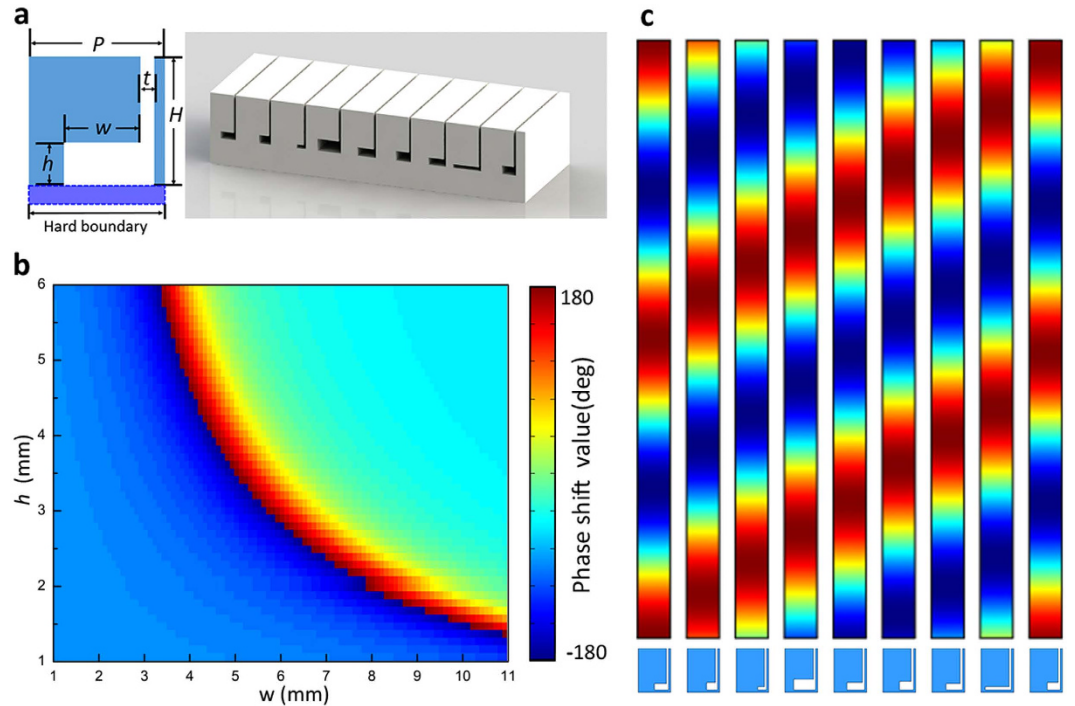 a
P
t
H
w
h
Hard boundary
b
6
5
4
3
2
1
h (mm)
1 2 3 4 5 6 7 8 9 10 11
w (mm)
180
-180
Phase shift value(deg)
c